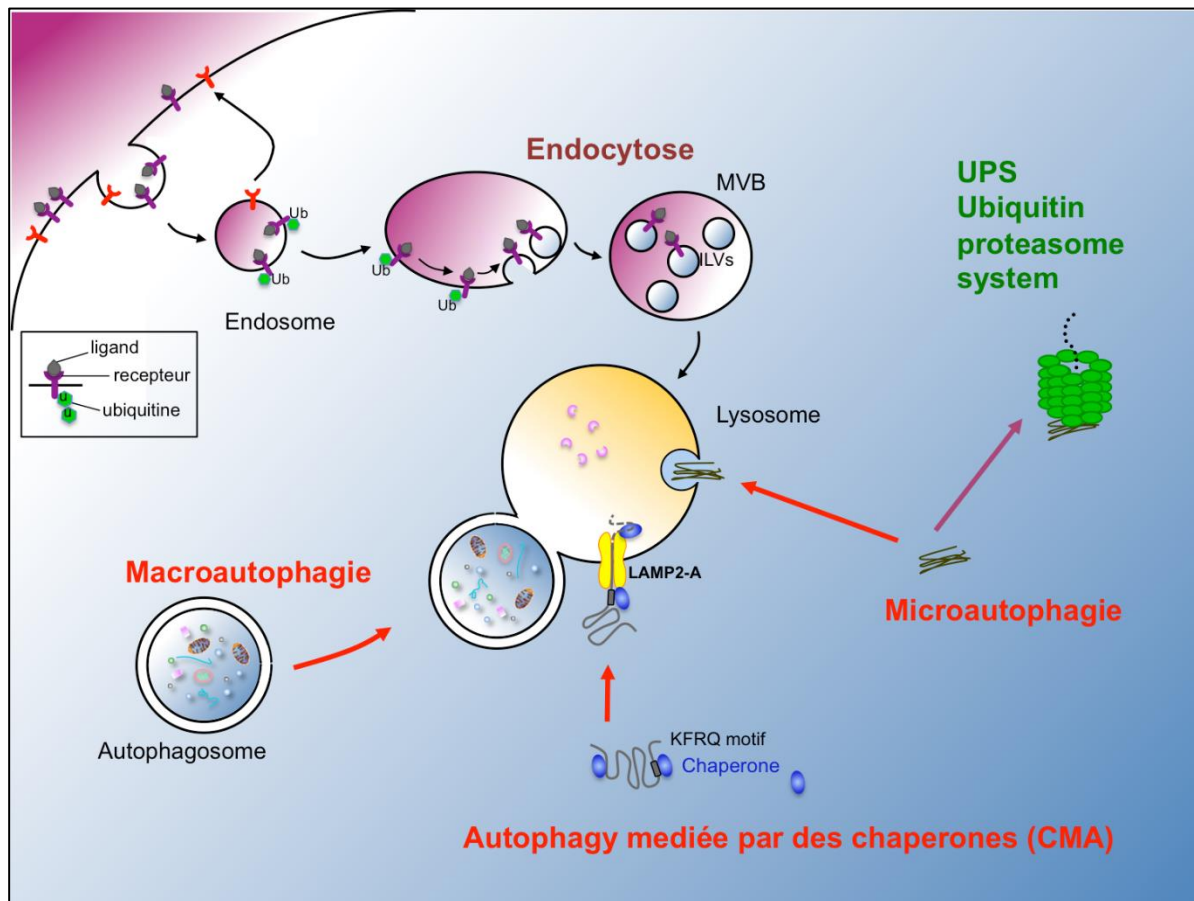 Endocytose
MVB
UPS
Ubiquitin
proteasome
system
Ub
Ub
ILVs
Ub
Ub
Endosome
ligand
recepteur
ubiquitine
u
u
Lysosome
LAMP2-A
Macroautophagie
Microautophagie
Autophagosome
KFRQ motif
Chaperone
Autophagy mediée par des chaperones (CMA)